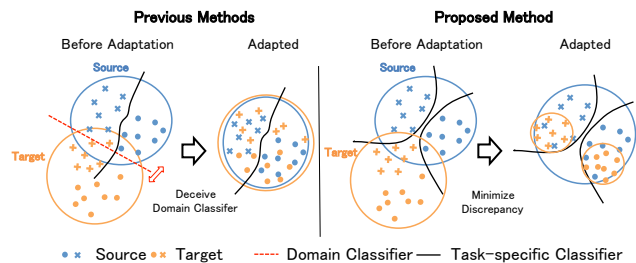 Previous Methods
Proposed Method
Before Adaptation
Adapted
Before Adaptation
Adapted
Source
Source
Target
Target
Deceive
Domain Classifer
Minimize
Discrepancy
Source Target Domain Classifier Task-specific Classifier